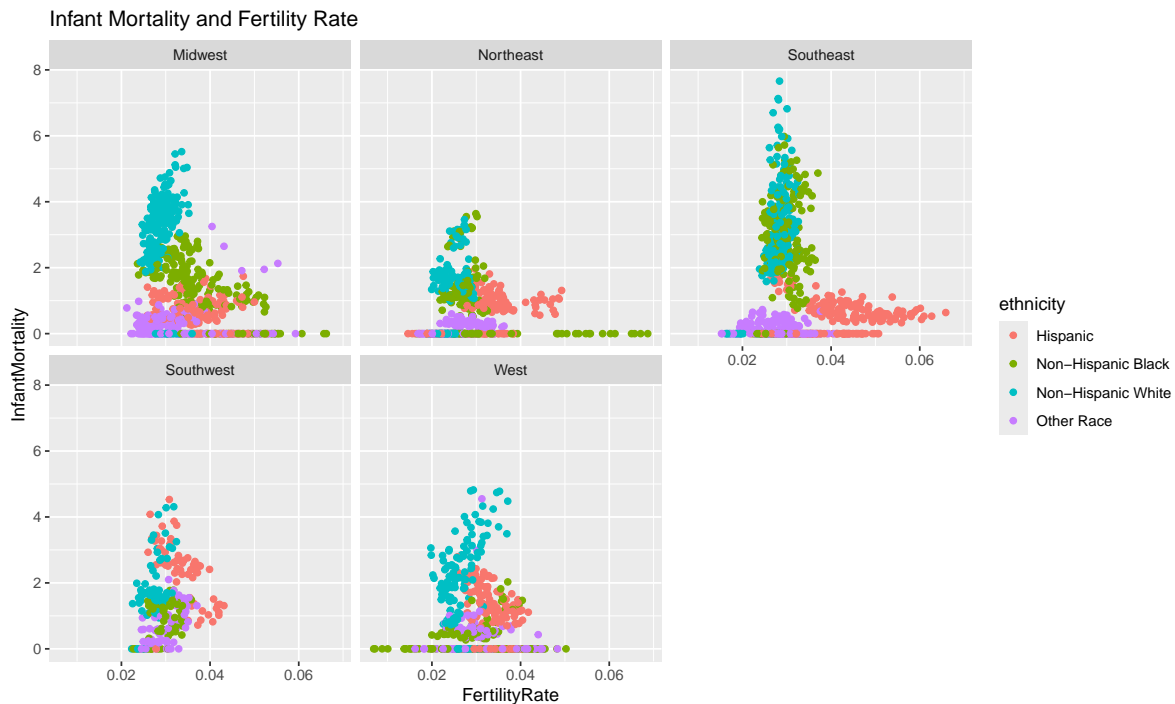 Infant Mortality and Fertility Rate
Midwest
Northeast
Southeast
8
6
4
2
0
0.02 0.04 0.06
Southwest
West
8
6
4
2
0
0.02 0.04 0.06
0.02 0.04 0.06
InfantMortality
FertilityRate
ethnicity
Hispanic
Non−Hispanic Black
Non−Hispanic White
Other Race